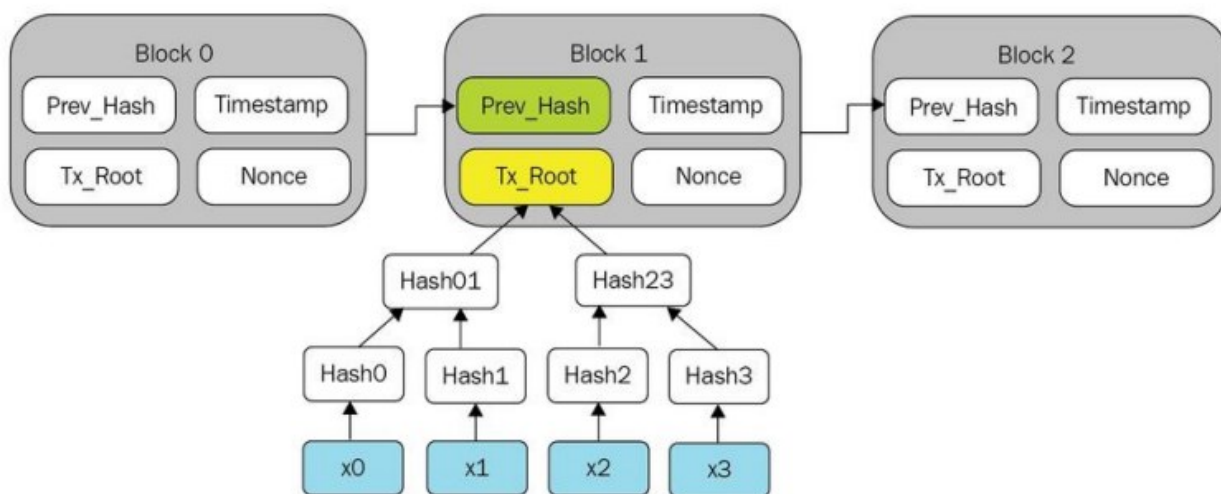 Block 0
Block 1
Block 2
Prev_Hash
Timestamp
Prev_Hash
Timestamp
Prev_Hash
Timestamp
Tx_Root
Nonce
Tx_Root
Nonce
Tx_Root
Nonce
Hash01
Hash23
Hash0
Hash1
Hash2
Hash3
x0
x1
x2
x3